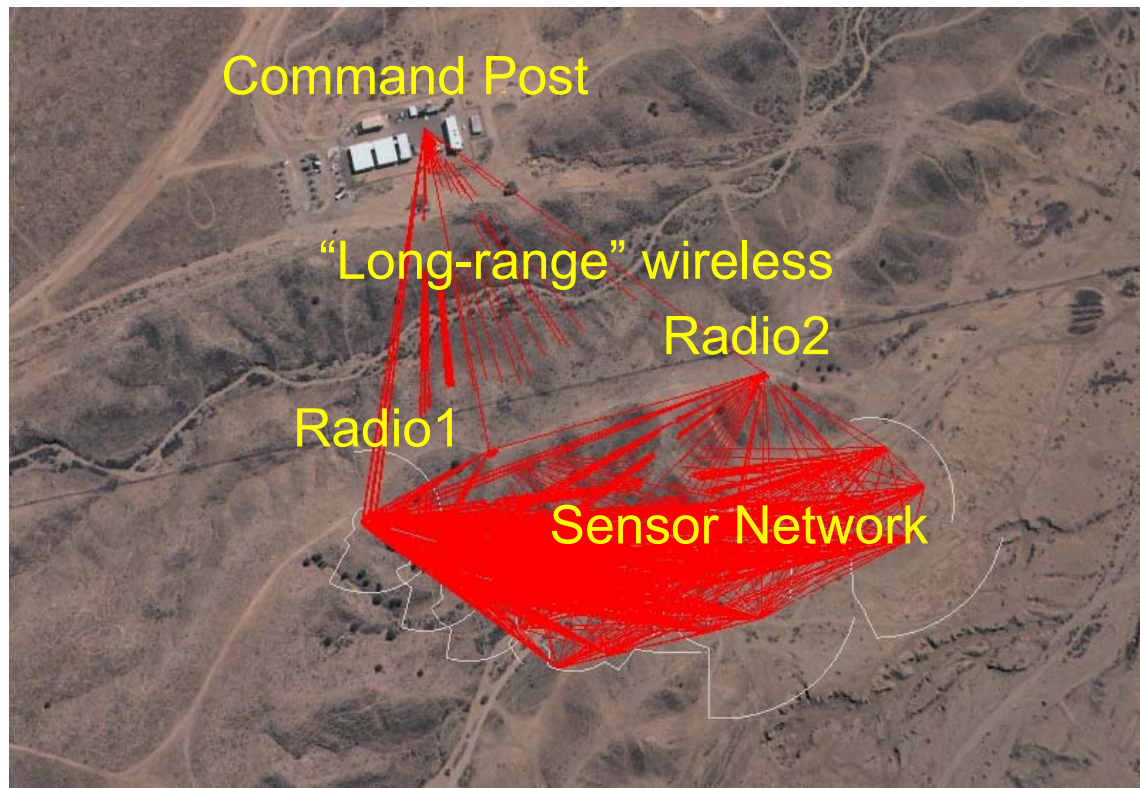 Command Post
“Long-range” wireless
Radio2
Radio1
Sensor Network